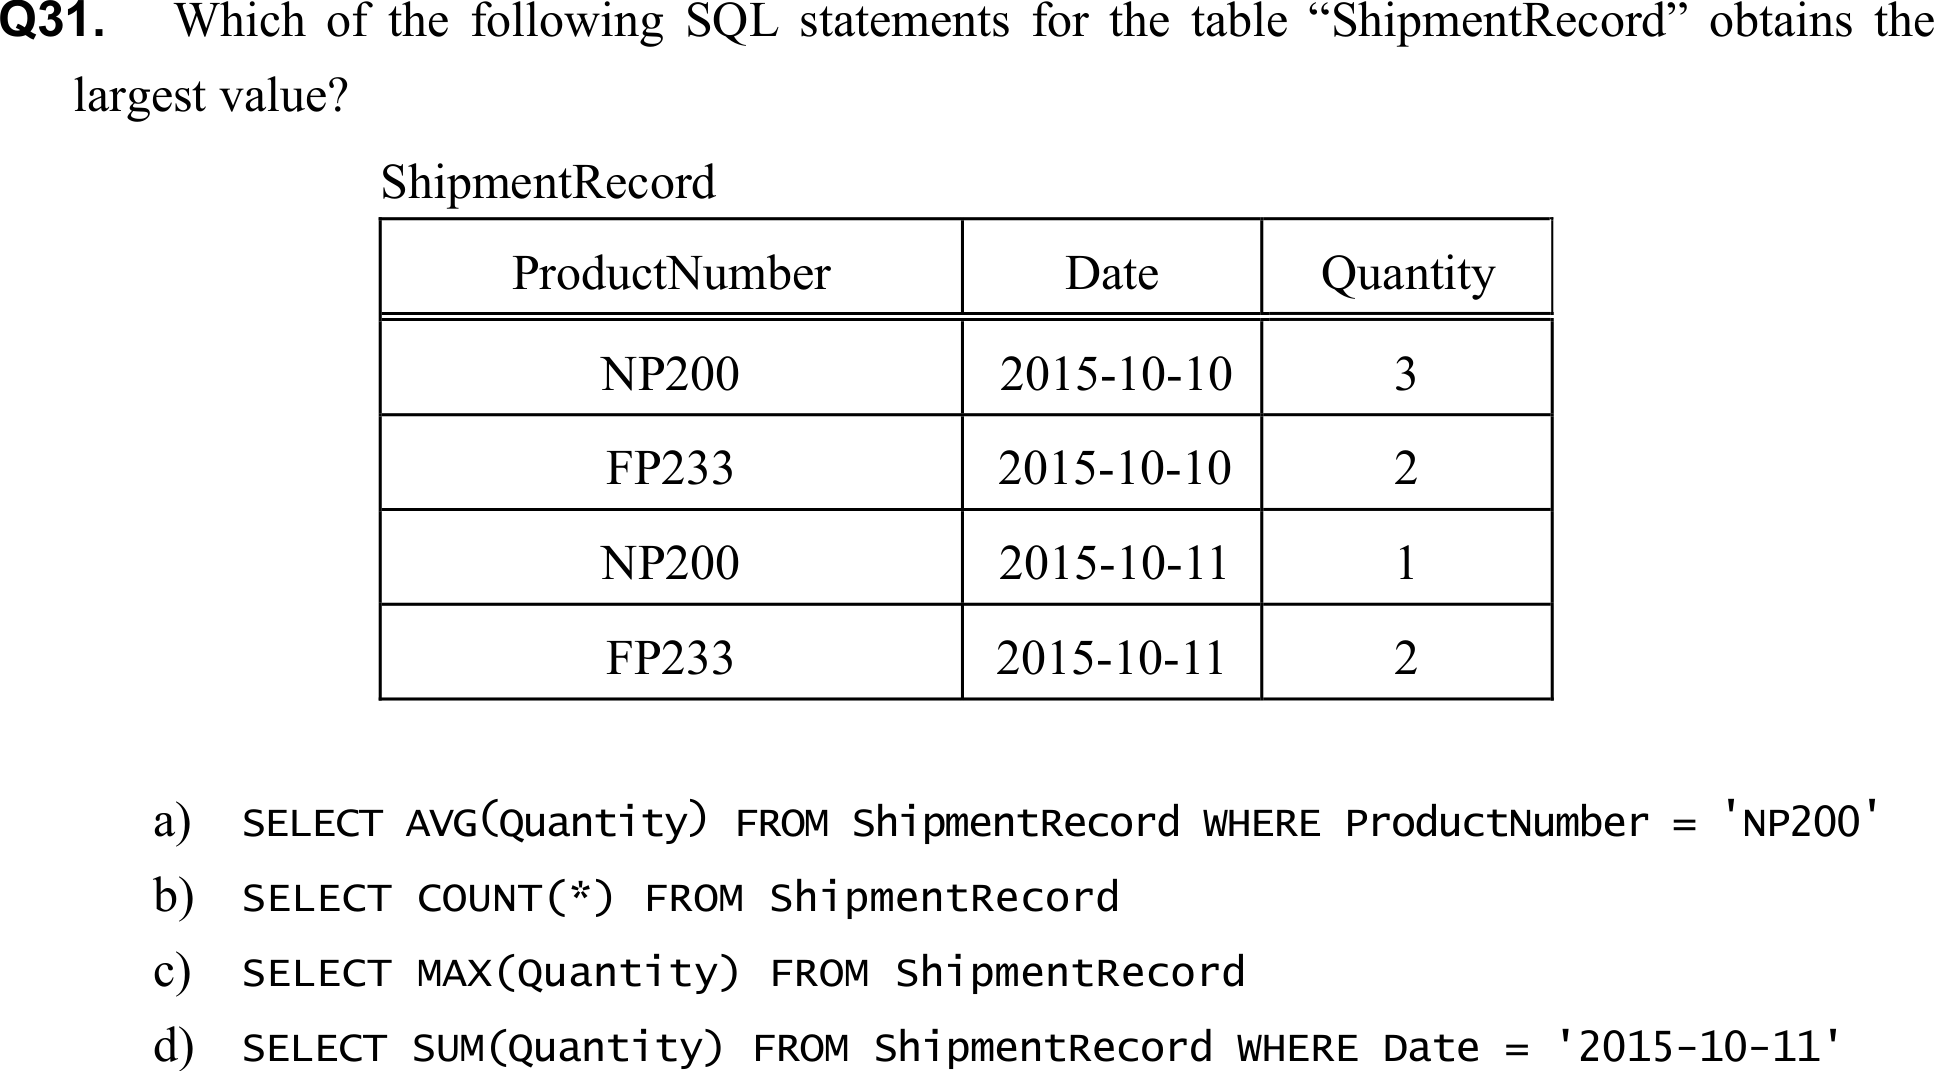 Q31. Which of the following SQL statements for the table “ShipmentRecord” obtains the
largest value?
ShipmentRecord
ProductNumber Date Quantity
NP200 2015-10-10 3
FP233 2015-10-10 2
NP200 2015-10-11 1
FP233 2015-10-11 2
a) SELECT AVG(Quantity) FROM ShipmentRecord WHERE ProductNumber = 'NP200'
b) SELECT COUNT(*) FROM ShipmentRecord
c) SELECT MAX(Quantity) FROM ShipmentRecord
d) SELECT SUM(Quantity) FROM ShipmentRecord WHERE Date = '2015-10-11'